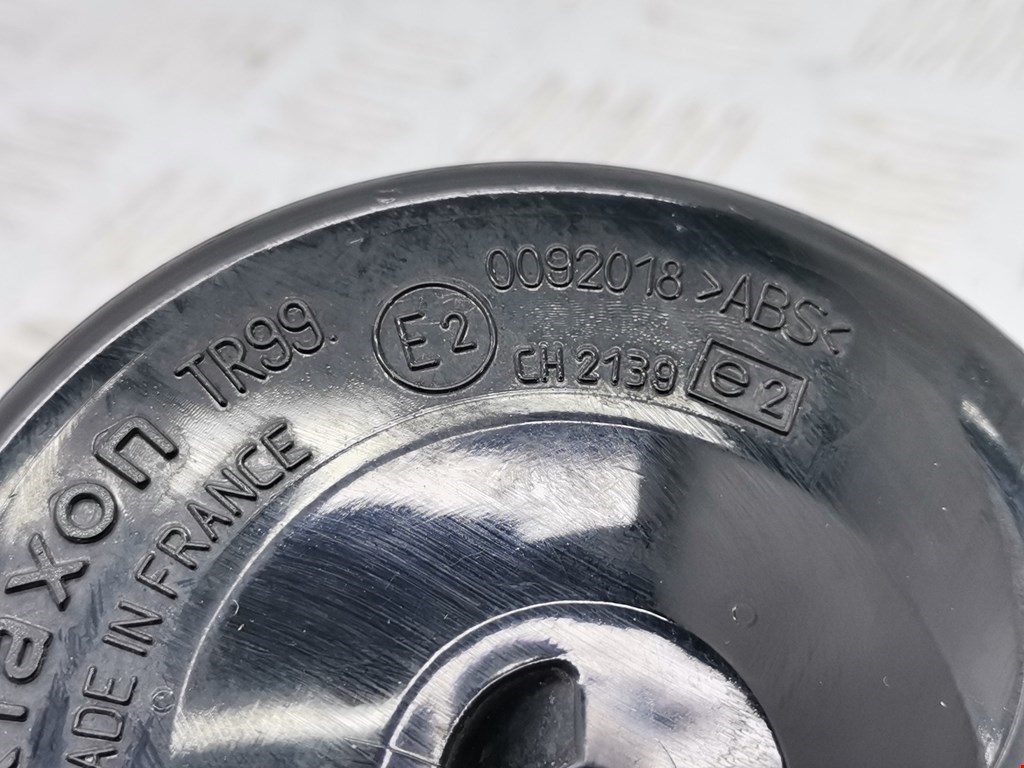 TR99.
E2
0092018 >ABS<
CH 2139
e2
MADE IN FRANCE